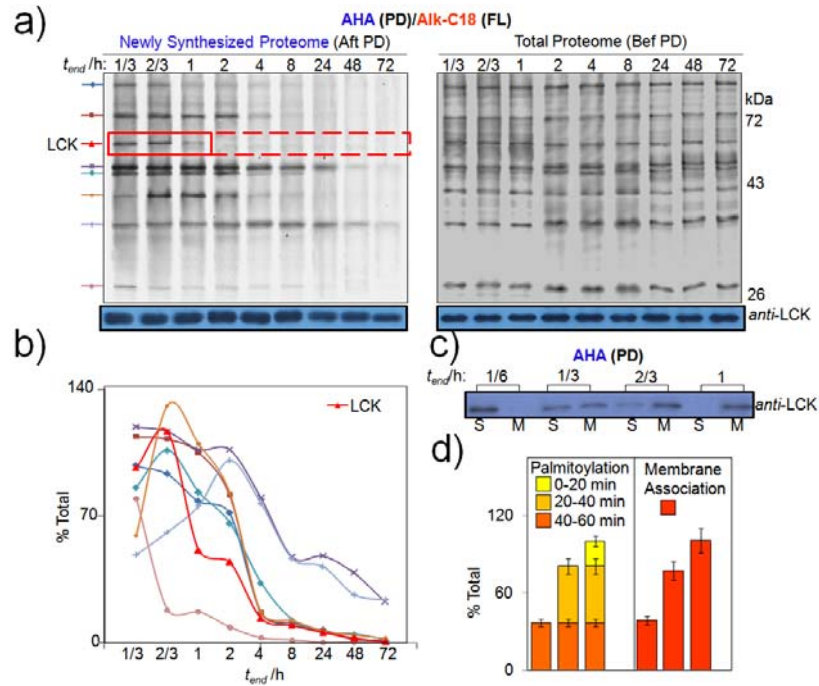 a)
AHA (PD)/Alk-C18 (FL)
Newly Synthesized Proteome (Aft PD)
Total Proteome (Bef PD)
t_end /h: 1/3 2/3 1 2 4 8 24 48 72
1/3 2/3 1 2 4 8 24 48 72
kDa
72
LCK
43
26
anti-LCK
b)
140
LCK
% Total
70
0
1/3 2/3 1 2 4 8 24 48 72
t_end /h
c)
AHA (PD)
t_end/h: 1/6 1/3 2/3 1
anti-LCK
S M S M S M S M
d)
Palmitoylation
0-20 min
20-40 min
40-60 min
Membrane
Association
120
% Total
60
0